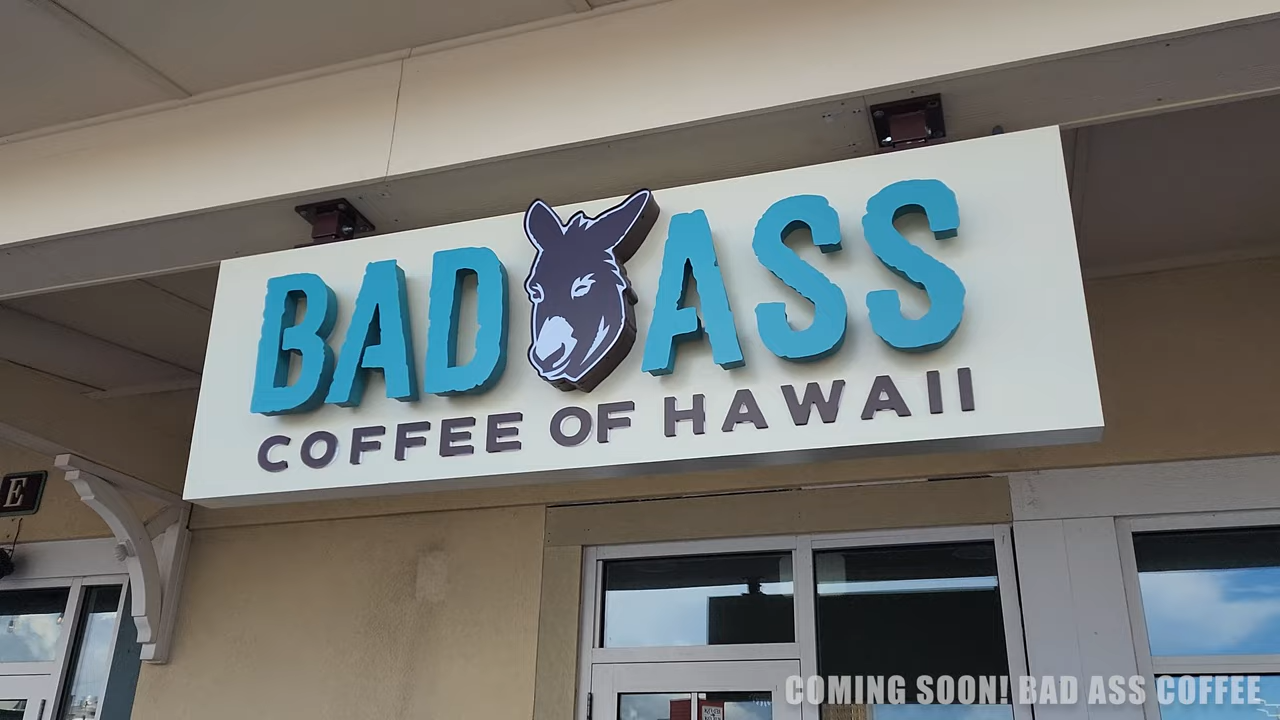 BAD ASS
COFFEE OF HAWAII
E
COMING SOON! BAD ASS COFFEE